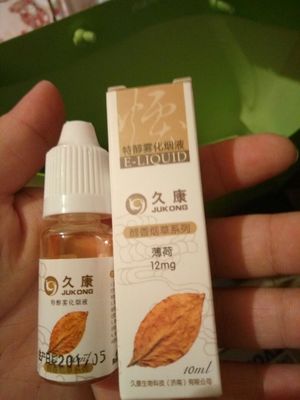 烟
特醇雾化烟液
E-LIQUID
久康
JUKONG
醇香烟草系列
薄荷
12mg
10ml
久康生物科技（济南）有限公司
久康
JUKONG
特醇雾化烟液